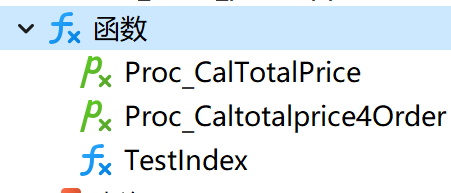 函数
Proc_CalTotalPrice
Proc_Caltotalprice4Order
TestIndex